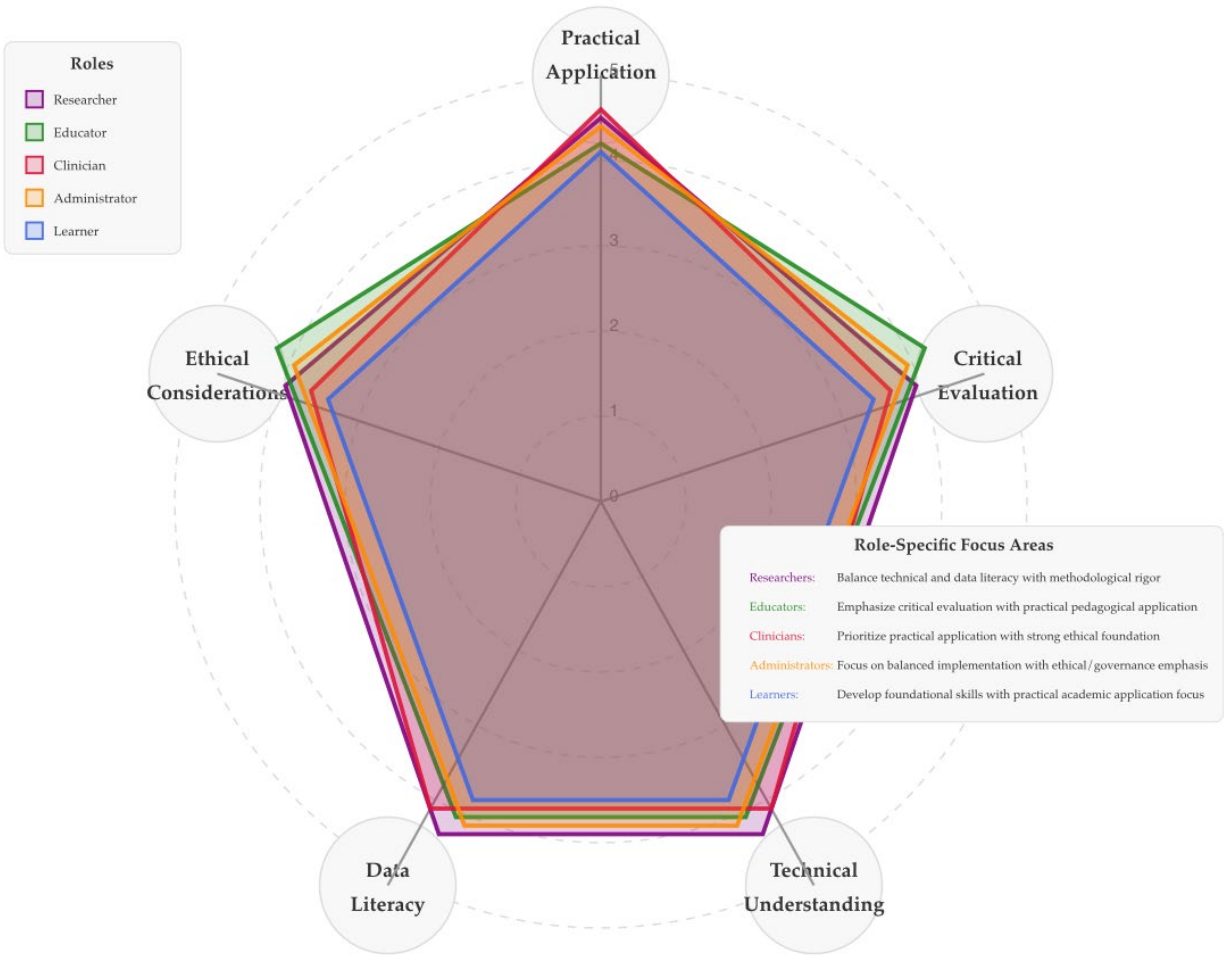 Practical
Application
Roles
Researcher
Educator
Clinician
Administrator
Learner
5
4
3
2
1
0
Ethical
Considerations
Critical
Evaluation
Role-Specific Focus Areas
Researchers: Balance technical and data literacy with methodological rigor
Educators: Emphasize critical evaluation with practical pedagogical application
Clinicians: Prioritize practical application with strong ethical foundation
Administrators: Focus on balanced implementation with ethical/governance emphasis
Learners: Develop foundational skills with practical academic application focus
Data
Literacy
Technical
Understanding